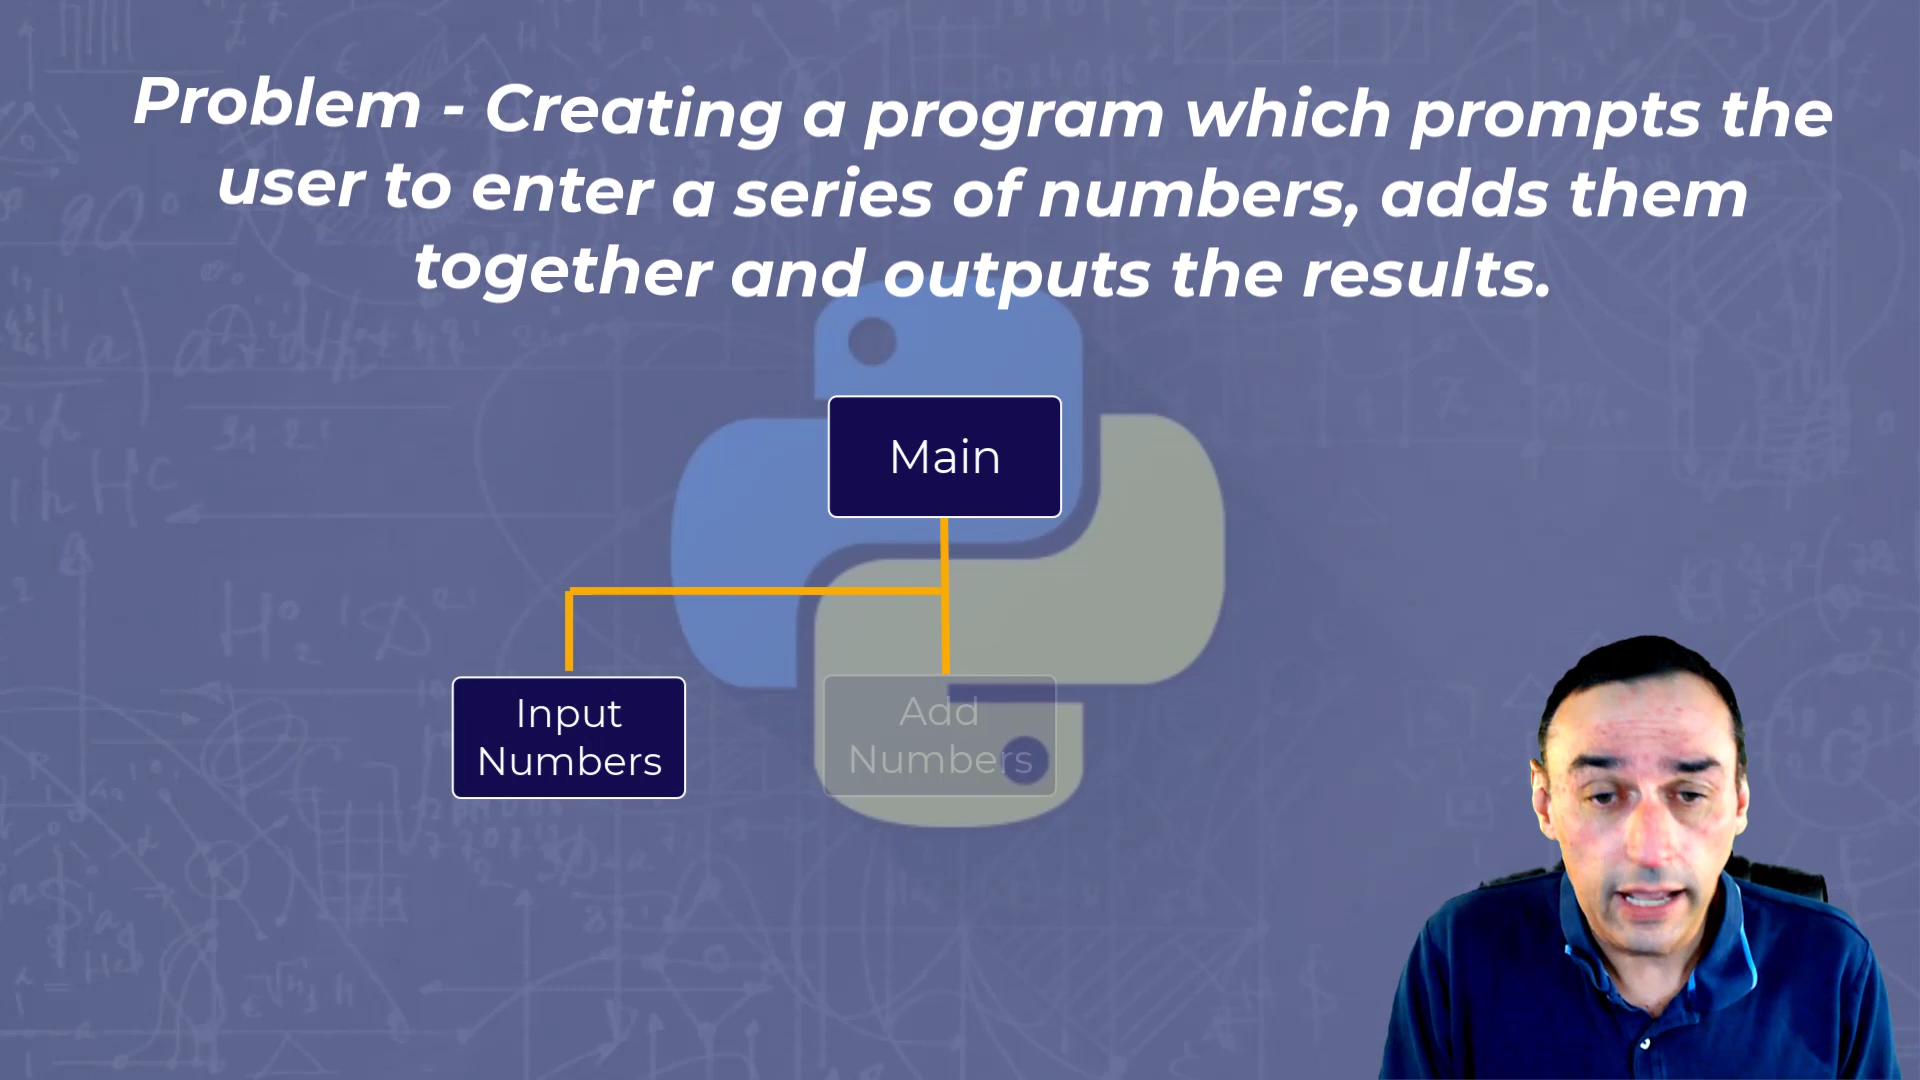 Problem - Creating a program which prompts the
user to enter a series of numbers, adds them
together and outputs the results.
Main
Input
Numbers
Add
Numbers